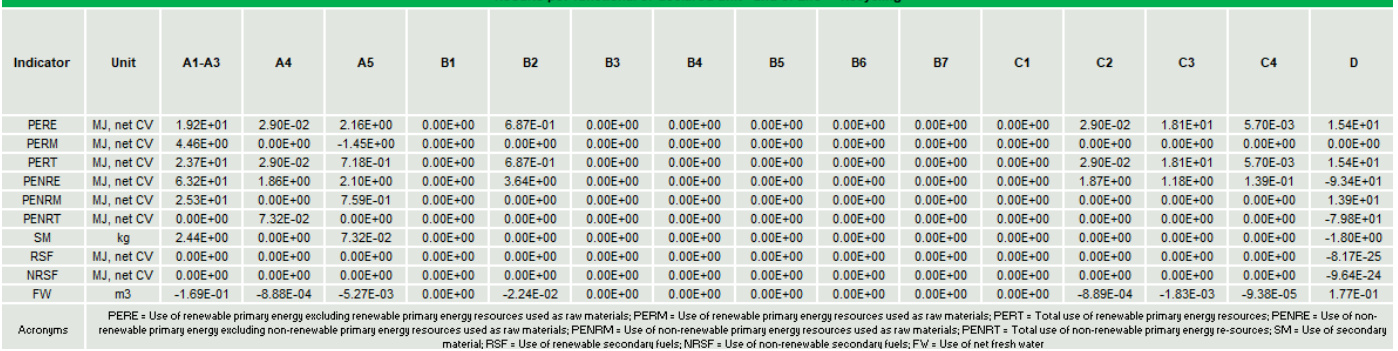 Indicator Unit A1-A3 A4 A5 B1 B2 B3 B4 B5 B6 B7 C1 C2 C3 C4 D
PERE MJ, net CV 1.92E+01 2.90E-02 2.16E+00 0.00E+00 6.87E-01 0.00E+00 0.00E+00 0.00E+00 0.00E+00 0.00E+00 0.00E+00 2.90E-02 1.81E+01 5.70E-03 1.54E+01
PERM MJ, net CV 4.46E+00 0.00E+00 -1.45E+00 0.00E+00 0.00E+00 0.00E+00 0.00E+00 0.00E+00 0.00E+00 0.00E+00 0.00E+00 0.00E+00 0.00E+00 0.00E+00 0.00E+00
PERT MJ, net CV 2.37E+01 2.90E-02 7.18E-01 0.00E+00 6.87E-01 0.00E+00 0.00E+00 0.00E+00 0.00E+00 0.00E+00 0.00E+00 2.90E-02 1.81E+01 5.70E-03 1.54E+01
PENRE MJ, net CV 6.32E+01 1.86E+00 2.10E+00 0.00E+00 3.64E+00 0.00E+00 0.00E+00 0.00E+00 0.00E+00 0.00E+00 0.00E+00 1.87E+00 1.18E+00 1.39E-01 -9.34E+01
PENRM MJ, net CV 2.53E+01 0.00E+00 7.59E-01 0.00E+00 0.00E+00 0.00E+00 0.00E+00 0.00E+00 0.00E+00 0.00E+00 0.00E+00 0.00E+00 0.00E+00 0.00E+00 1.39E+01
PENRT MJ, net CV 0.00E+00 7.32E-02 0.00E+00 0.00E+00 0.00E+00 0.00E+00 0.00E+00 0.00E+00 0.00E+00 0.00E+00 0.00E+00 0.00E+00 0.00E+00 0.00E+00 -7.98E+01
SM kg 2.44E+00 0.00E+00 7.32E-02 0.00E+00 0.00E+00 0.00E+00 0.00E+00 0.00E+00 0.00E+00 0.00E+00 0.00E+00 0.00E+00 0.00E+00 0.00E+00 -1.80E+00
RSF MJ, net CV 0.00E+00 0.00E+00 0.00E+00 0.00E+00 0.00E+00 0.00E+00 0.00E+00 0.00E+00 0.00E+00 0.00E+00 0.00E+00 0.00E+00 0.00E+00 0.00E+00 -8.17E-25
NRSF MJ, net CV 0.00E+00 0.00E+00 0.00E+00 0.00E+00 0.00E+00 0.00E+00 0.00E+00 0.00E+00 0.00E+00 0.00E+00 0.00E+00 0.00E+00 0.00E+00 0.00E+00 -9.64E-24
FW m3 -1.69E-01 -8.88E-04 -5.27E-03 0.00E+00 -2.24E-02 0.00E+00 0.00E+00 0.00E+00 0.00E+00 0.00E+00 0.00E+00 -8.89E-04 -1.83E-03 -9.38E-05 1.77E-01
Acronyms PERE = Use of renewable primary energy excluding renewable primary energy resources used as raw materials; PERM = Use of renewable primary energy resources used as raw materials; PERT = Total use of renewable primary energy resources; PENRE = Use of non-
renewable primary energy excluding non-renewable primary energy resources used as raw materials; PENRM = Use of non-renewable primary energy resources used as raw materials; PENRT = Total use of non-renewable primary energy re-sources; SM = Use of secondary
material; RSF = Use of renewable secondary fuels; NRSF = Use of non-renewable secondary fuels; FW = Use of net fresh water